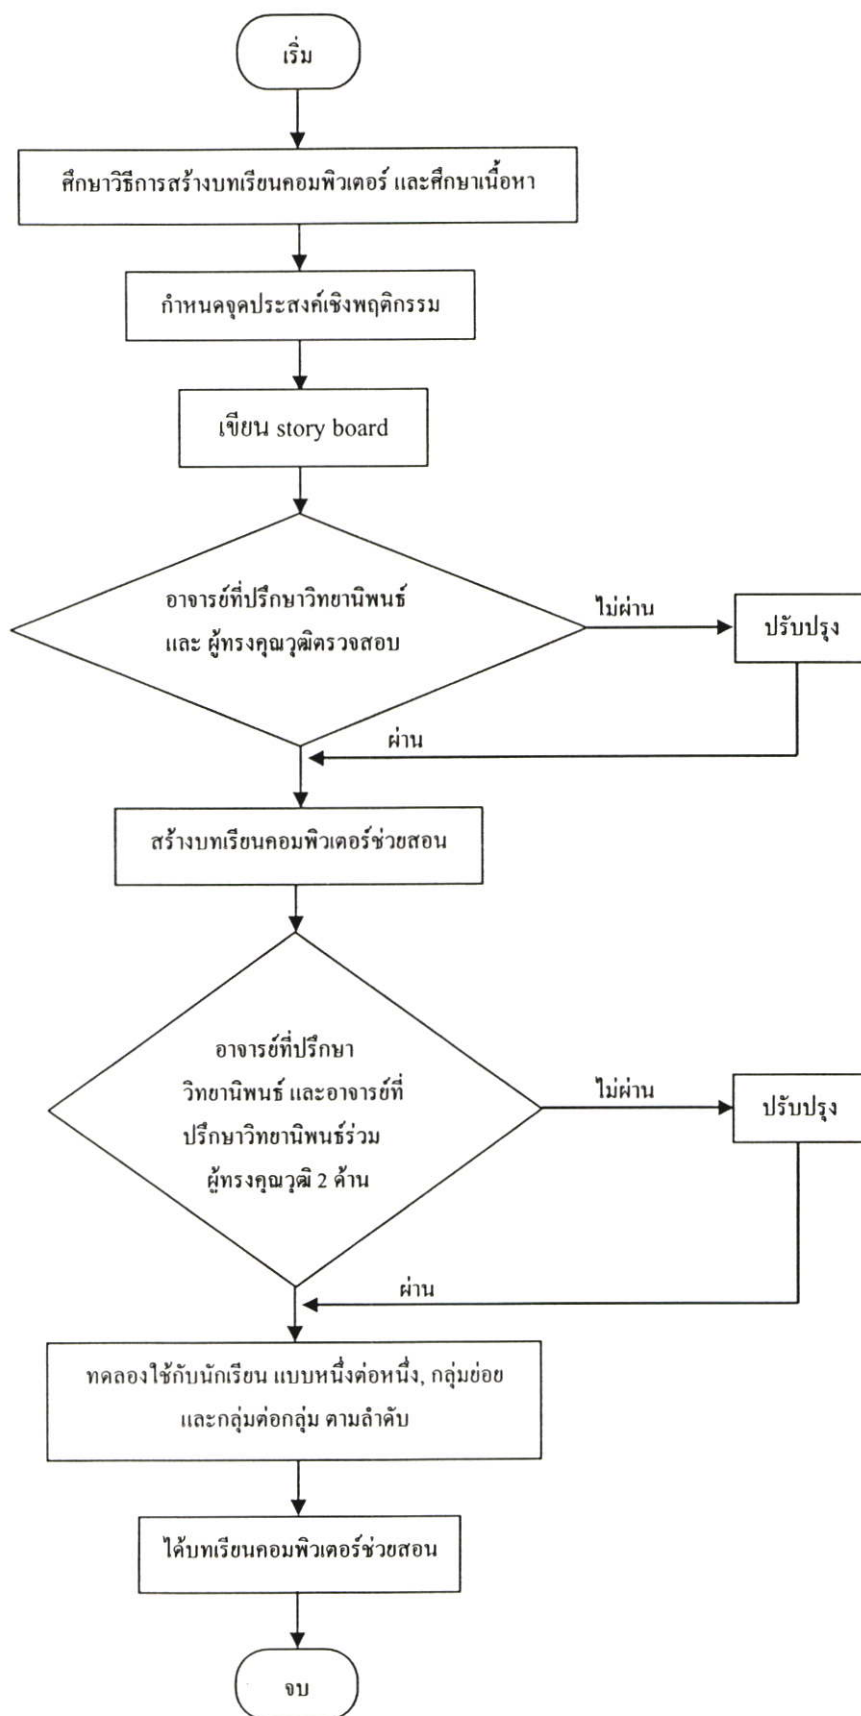 เริ่ม
ศึกษาวิธีการสร้างบทเรียนคอมพิวเตอร์ และศึกษาเนื้อหา
กำหนดจุดประสงค์เชิงพฤติกรรม
เขียน story board
อาจารย์ที่ปรึกษาวิทยานิพนธ์
และ ผู้ทรงคุณวุฒิตรวจสอบ
ไม่ผ่าน
ปรับปรุง
ผ่าน
สร้างบทเรียนคอมพิวเตอร์ช่วยสอน
อาจารย์ที่ปรึกษา
วิทยานิพนธ์ และอาจารย์ที่
ปรึกษาวิทยานิพนธ์ร่วม
ผู้ทรงคุณวุฒิ 2 ด้าน
ไม่ผ่าน
ปรับปรุง
ผ่าน
ทดลองใช้กับนักเรียน แบบหนึ่งต่อหนึ่ง, กลุ่มย่อย
และกลุ่มต่อกลุ่ม ตามลำดับ
ได้บทเรียนคอมพิวเตอร์ช่วยสอน
จบ